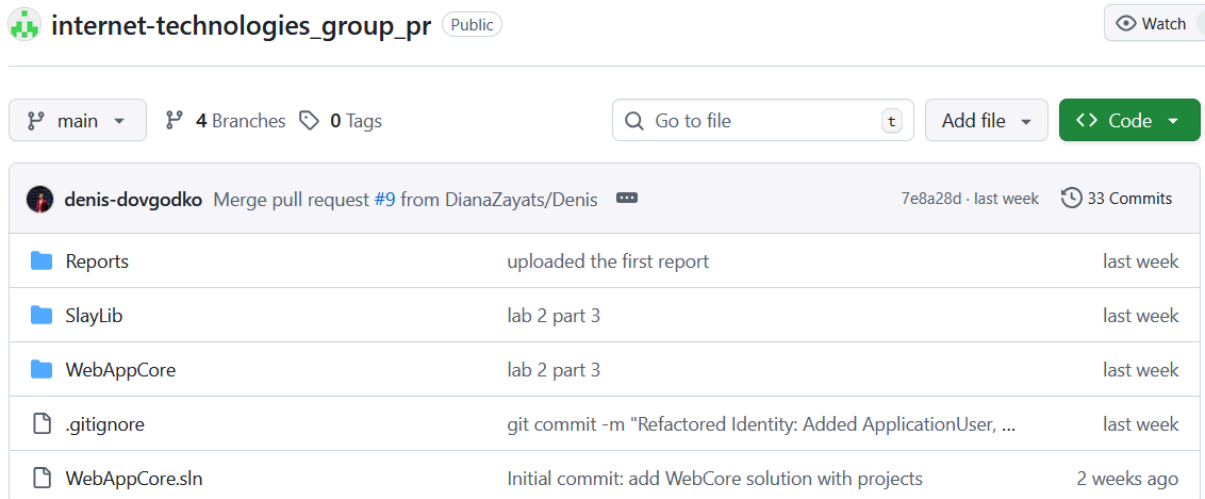 internet-technologies_group_pr Public Watch
main 4 Branches 0 Tags Go to file t Add file Code
denis-dovgodko Merge pull request #9 from DianaZayats/Denis 7e8a28d · last week 33 Commits
Reports uploaded the first report last week
SlayLib lab 2 part 3 last week
WebAppCore lab 2 part 3 last week
.gitignore git commit -m "Refactored Identity: Added ApplicationUser, ... last week
WebAppCore.sln Initial commit: add WebCore solution with projects 2 weeks ago